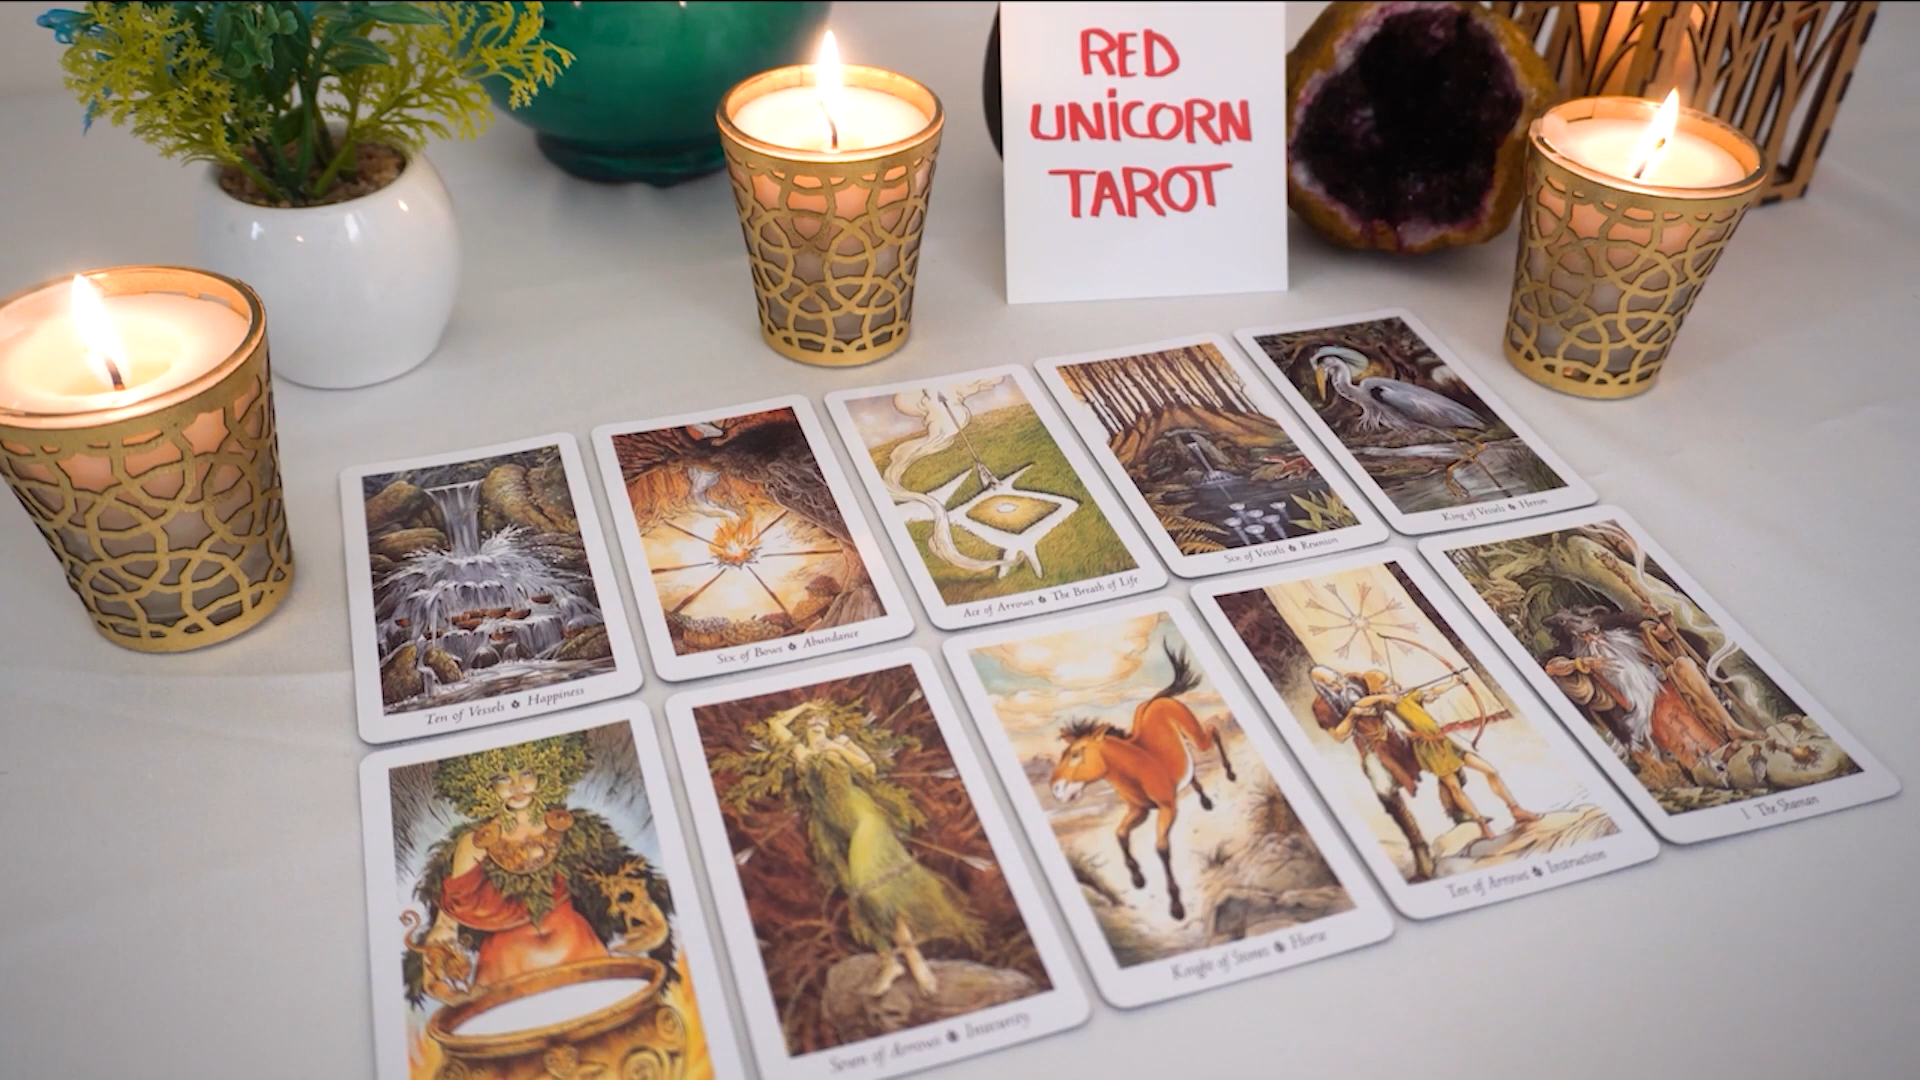 RED
UNiCORN
TAROT
Ten of Vessels Happiness
Six of Bows Abundance
Ace of Arrows The Breath of Life
Six of Vessels Reunion
King of Vessels Heron
Seven of Arrows Insecurity
Knight of Stones Horse
Ten of Arrows Instruction
1 The Shaman